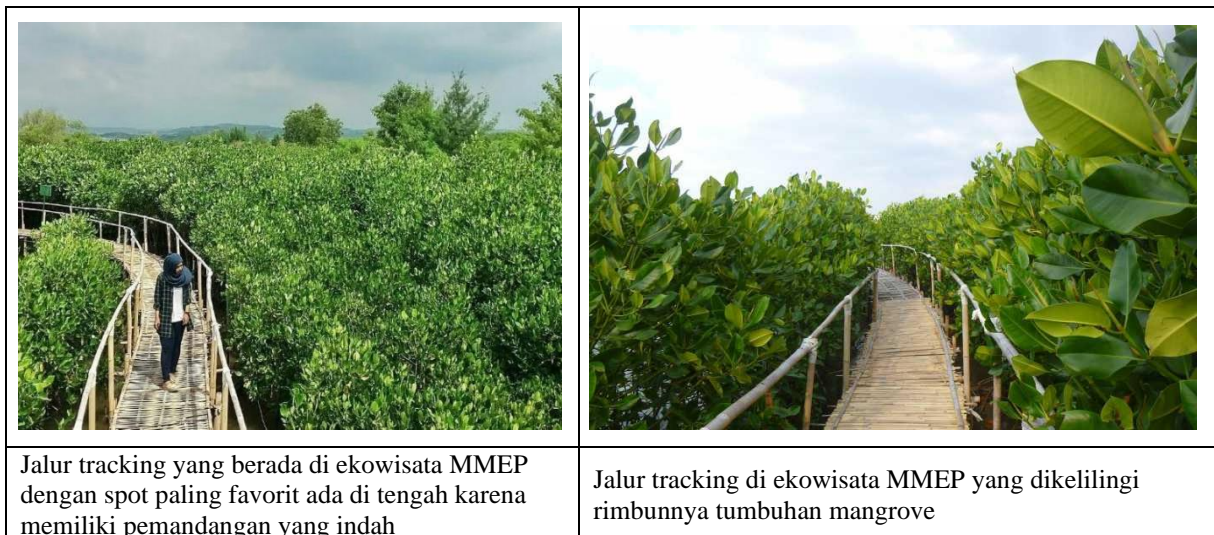 Jalur tracking yang berada di ekowisata MMEP
dengan spot paling favorit ada di tengah karena
memiliki pemandangan yang indah
Jalur tracking di ekowisata MMEP yang dikelilingi
rimbunnya tumbuhan mangrove